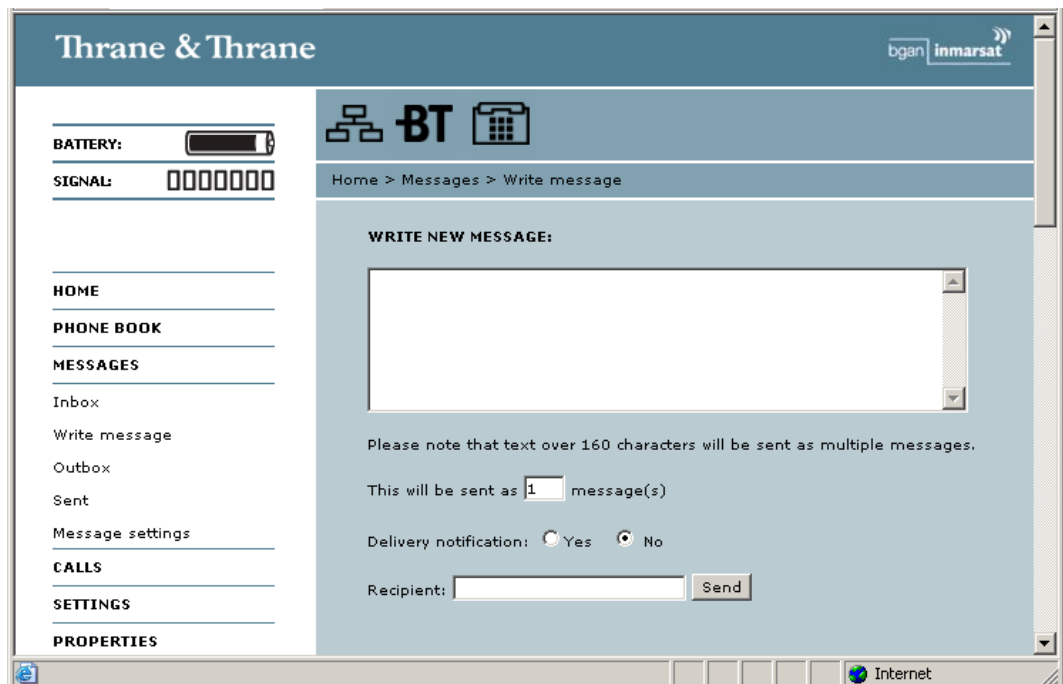 Thrane & Thrane
bgan inmarsat
BATTERY:
BT
SIGNAL:
Home > Messages > Write message
WRITE NEW MESSAGE:
HOME
PHONE BOOK
MESSAGES
Inbox
Write message
Outbox
Sent
Message settings
CALLS
SETTINGS
PROPERTIES
Please note that text over 160 characters will be sent as multiple messages.
This will be sent as 1 message(s)
Delivery notification: Yes No
Recipient: Send
Internet